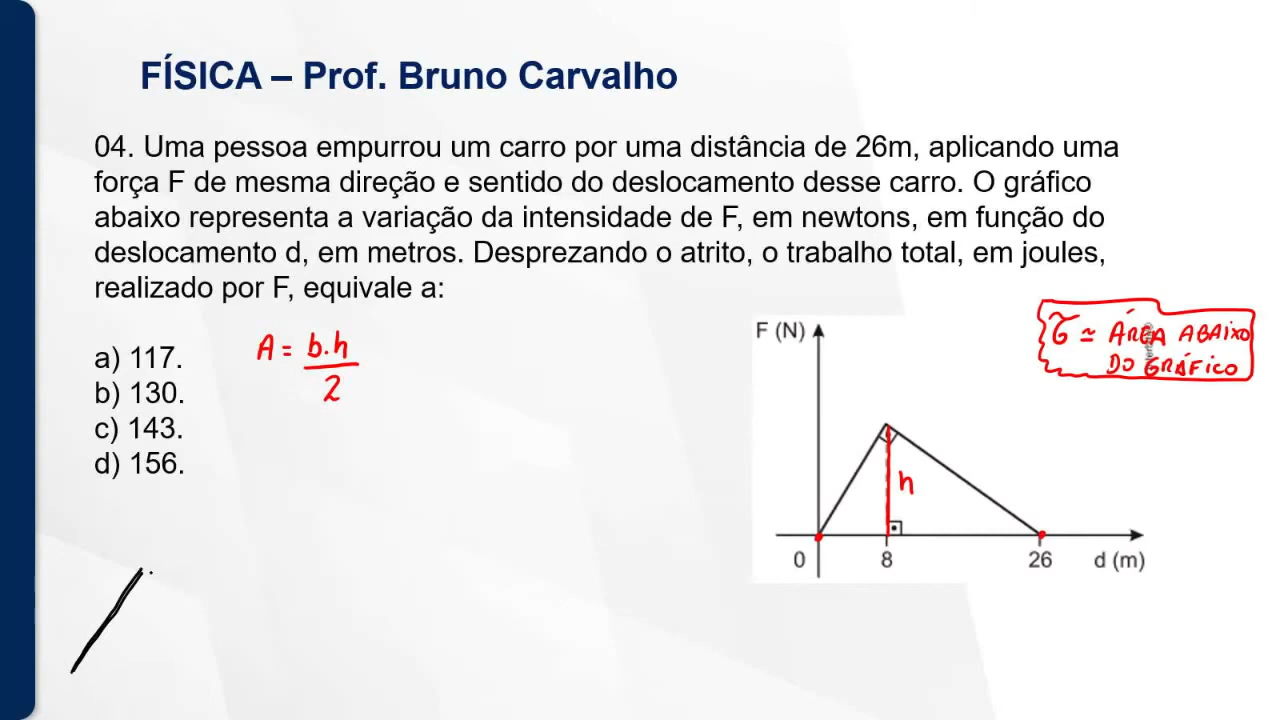 FÍSICA – Prof. Bruno Carvalho
04. Uma pessoa empurrou um carro por uma distância de 26m, aplicando uma
força F de mesma direção e sentido do deslocamento desse carro. O gráfico
abaixo representa a variação da intensidade de F, em newtons, em função do
deslocamento d, em metros. Desprezando o atrito, o trabalho total, em joules,
realizado por F, equivale a:
a) 117.
b) 130.
c) 143.
d) 156.
A = b.h
2
F (N)
h
0
8
26
d (m)
ÁREA ABAIXO
DO GRÁFICO